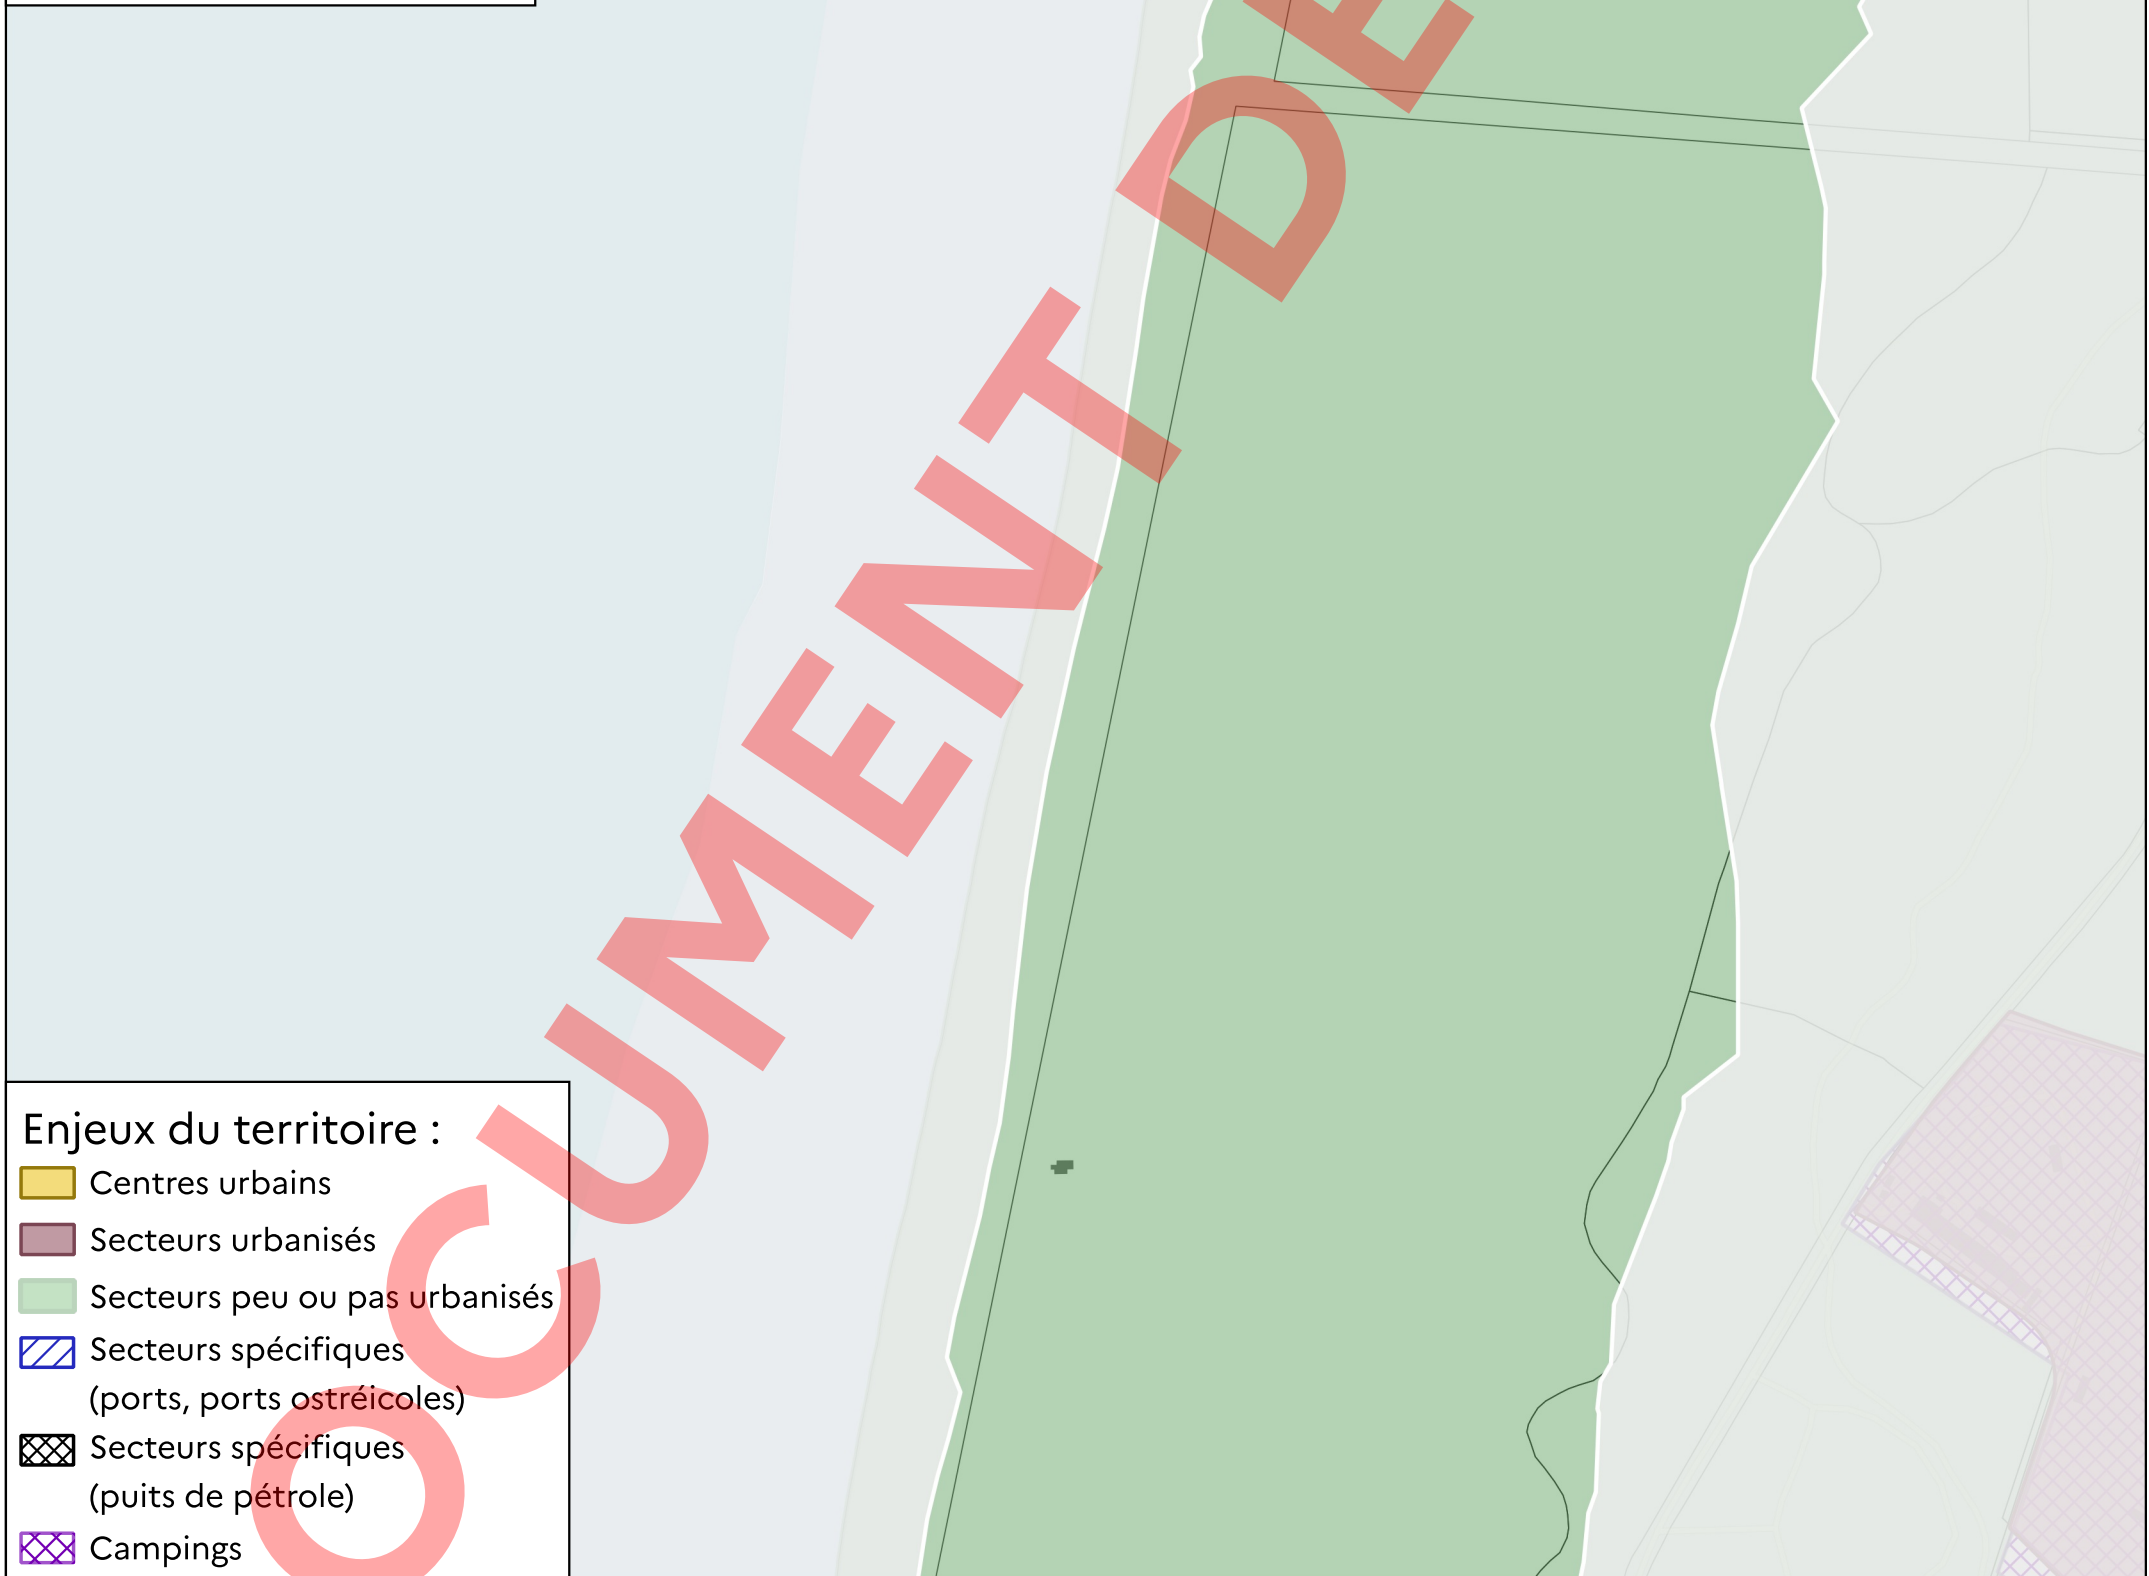 OCUMENT DE
Enjeux du territoire :
Centres urbains
Secteurs urbanisés
Secteurs peu ou pas urbanisés
Secteurs spécifiques
(ports, ports ostréicoles)
Secteurs spécifiques
(puits de pétrole)
Campings